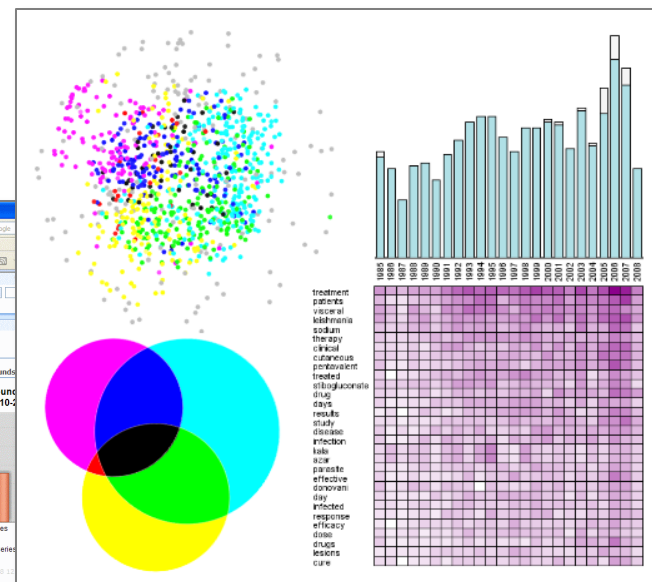 1985 1986 1987 1988 1989 1990 1991 1992 1993 1994 1995 1996 1997 1998 1999 2000 2001 2002 2003 2004 2005 2006 2007 2008
treatment
patients
visceral
leishmania
sodium
therapy
clinical
cutaneous
pentavalent
treated
stibogluconate
drug
days
results
study
disease
infection
kala
azar
parasite
effective
donovani
day
infected
response
efficacy
dose
drugs
lesions
cure